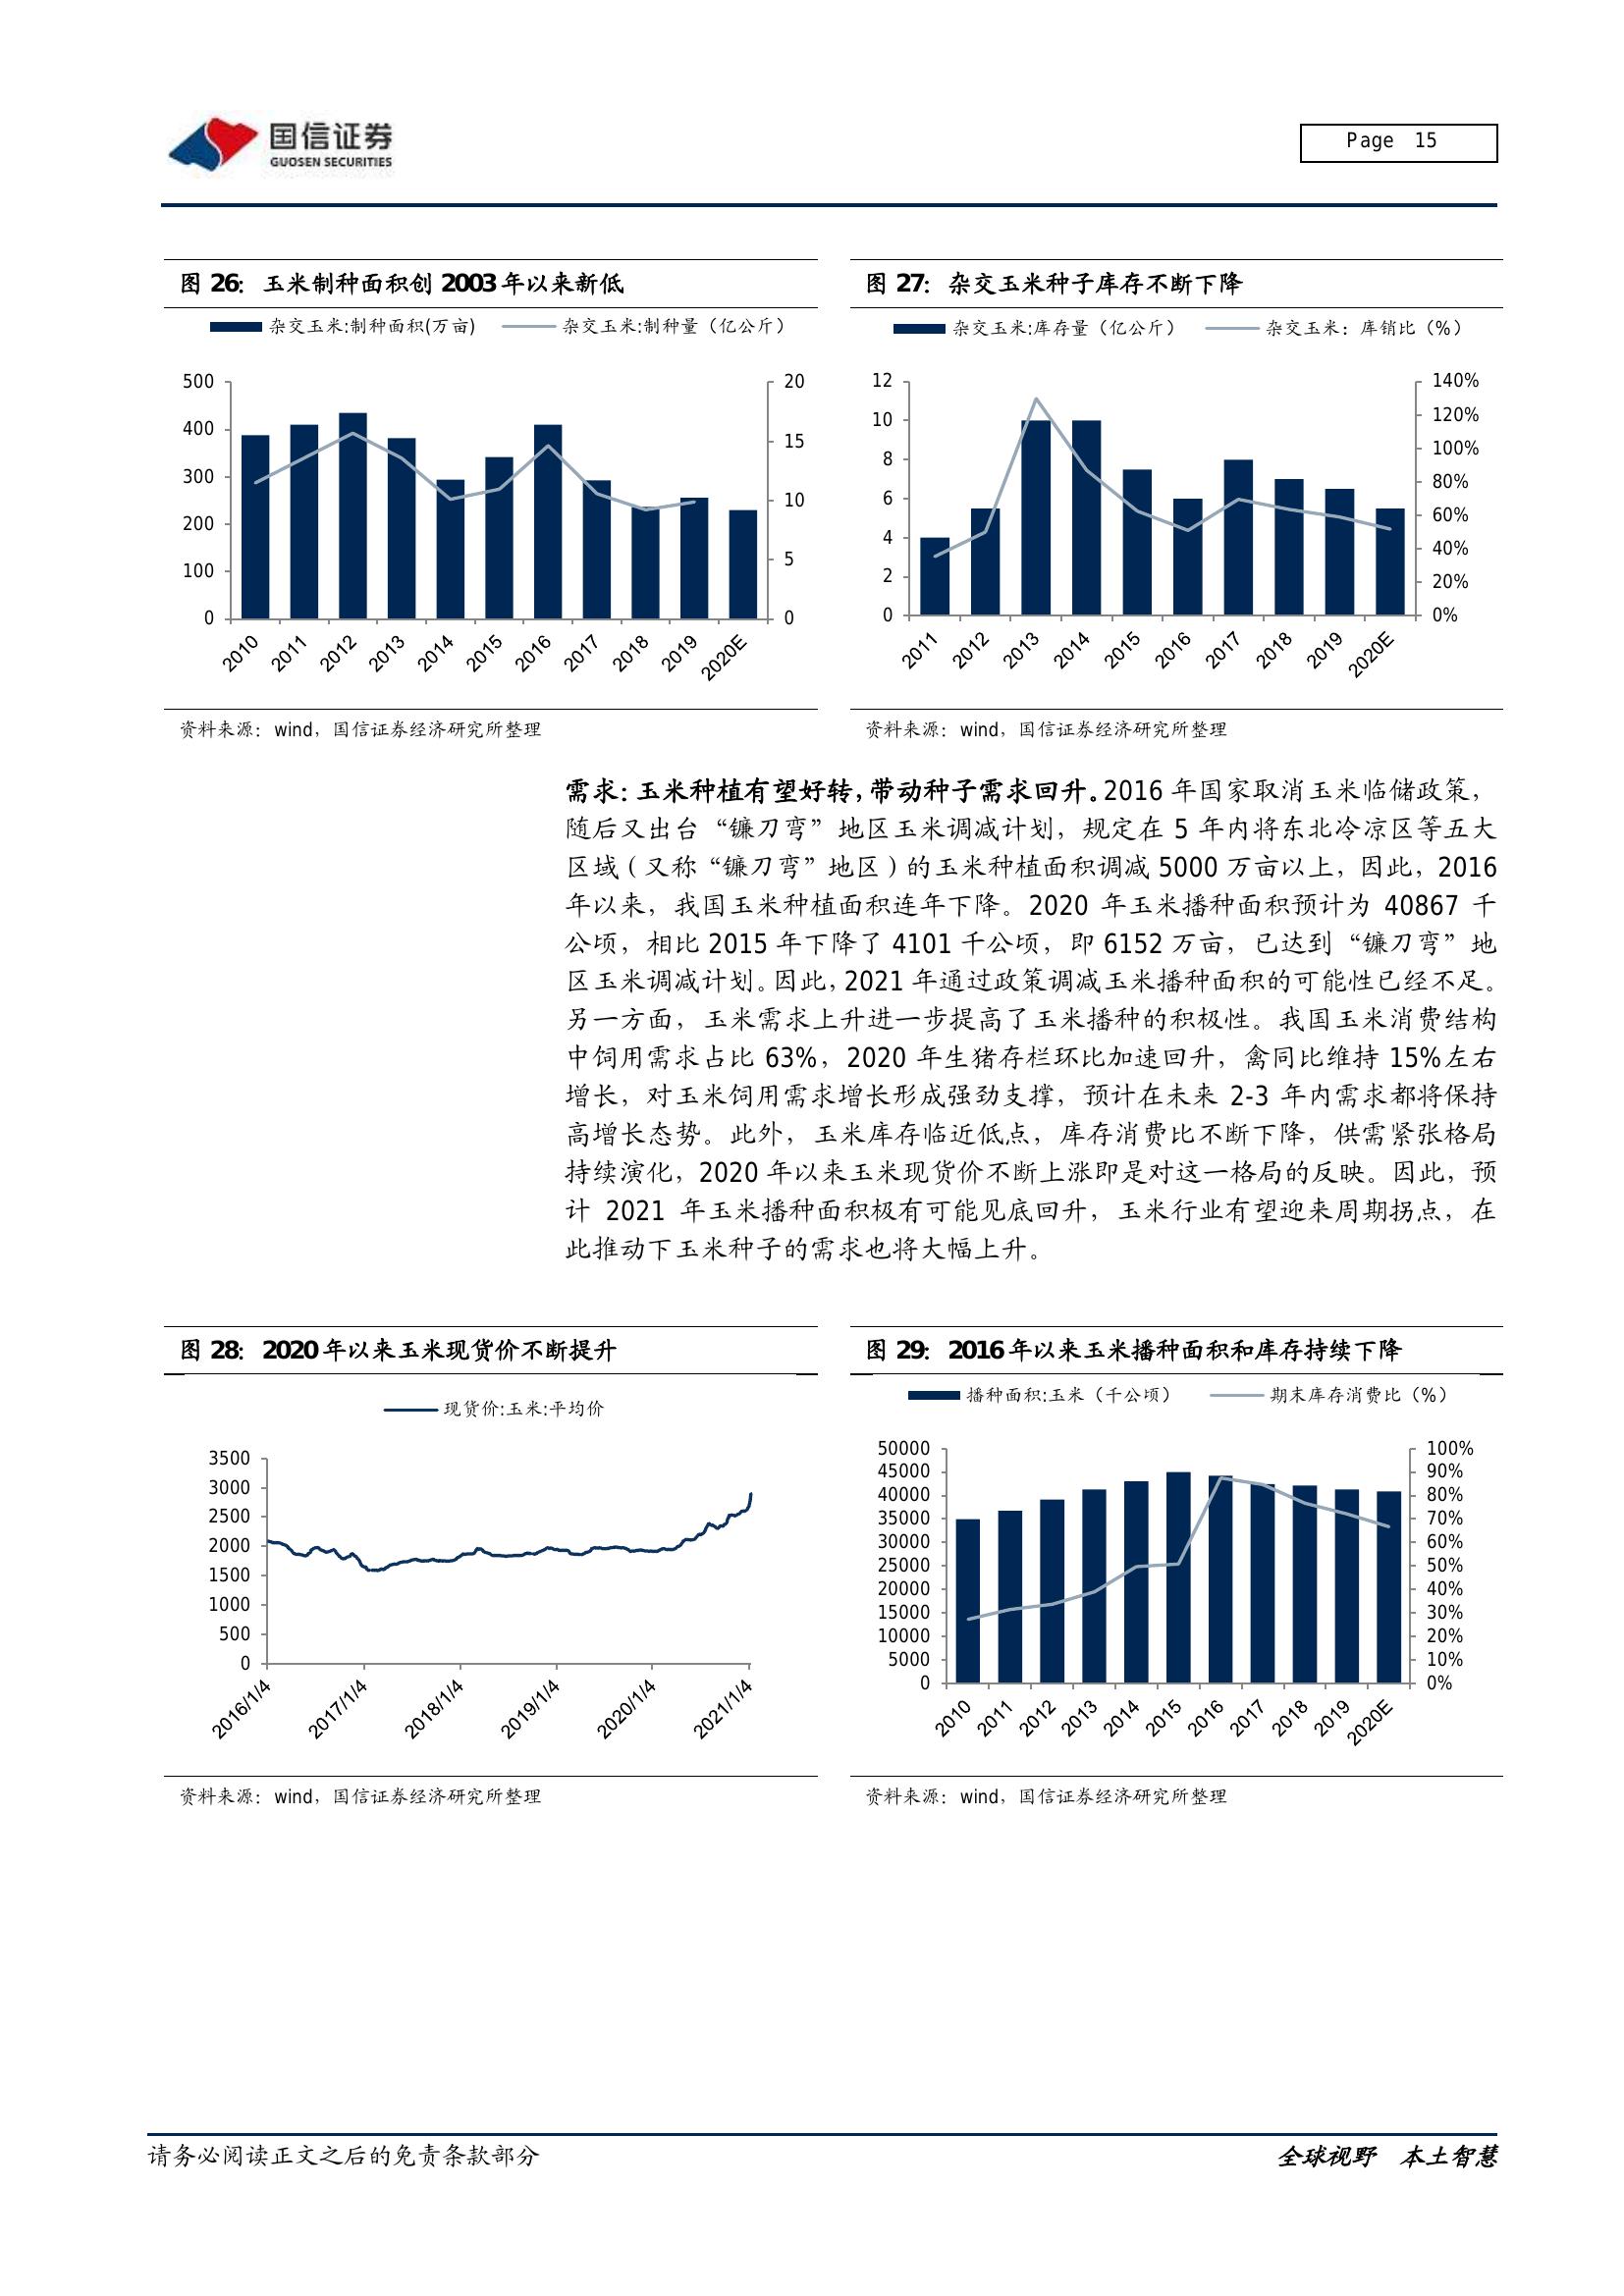 国信证券
GUOSEN SECURITIES
Page 15
图 26：玉米制种面积创 2003 年以来新低
杂交玉米:制种面积(万亩) 杂交玉米:制种量（亿公斤）
500
400
300
200
100
0
20
15
10
5
0
2010 2011 2012 2013 2014 2015 2016 2017 2018 2019 2020E
资料来源：wind，国信证券经济研究所整理
图 27：杂交玉米种子库存不断下降
杂交玉米:库存量（亿公斤） 杂交玉米：库销比（%）
12
10
8
6
4
2
0
140%
120%
100%
80%
60%
40%
20%
0%
2011 2012 2013 2014 2015 2016 2017 2018 2019 2020E
资料来源：wind，国信证券经济研究所整理
需求：玉米种植有望好转，带动种子需求回升。2016 年国家取消玉米临储政策，
随后又出台“镰刀弯”地区玉米调减计划，规定在 5 年内将东北冷凉区等五大
区域（又称“镰刀弯”地区）的玉米种植面积调减 5000 万亩以上，因此，2016
年以来，我国玉米种植面积连年下降。2020 年玉米播种面积预计为 40867 千
公顷，相比 2015 年下降了 4101 千公顷，即 6152 万亩，已达到“镰刀弯”地
区玉米调减计划。因此，2021 年通过政策调减玉米播种面积的可能性已经不足。
另一方面，玉米需求上升进一步提高了玉米播种的积极性。我国玉米消费结构
中饲用需求占比 63%，2020 年生猪存栏环比加速回升，禽同比维持 15%左右
增长，对玉米饲用需求增长形成强劲支撑，预计在未来 2-3 年内需求都将保持
高增长态势。此外，玉米库存临近低点，库存消费比不断下降，供需紧张格局
持续演化，2020 年以来玉米现货价不断上涨即是对这一格局的反映。因此，预
计 2021 年玉米播种面积极有可能见底回升，玉米行业有望迎来周期拐点，在
此推动下玉米种子的需求也将大幅上升。
图 28：2020 年以来玉米现货价不断提升
现货价:玉米:平均价
3500
3000
2500
2000
1500
1000
500
0
2016/1/4 2017/1/4 2018/1/4 2019/1/4 2020/1/4 2021/1/4
资料来源：wind，国信证券经济研究所整理
图 29：2016 年以来玉米播种面积和库存持续下降
播种面积:玉米（千公顷） 期末库存消费比（%）
50000
45000
40000
35000
30000
25000
20000
15000
10000
5000
0
100%
90%
80%
70%
60%
50%
40%
30%
20%
10%
0%
2010 2011 2012 2013 2014 2015 2016 2017 2018 2019 2020E
资料来源：wind，国信证券经济研究所整理
请务必阅读正文之后的免责条款部分
全球视野 本土智慧